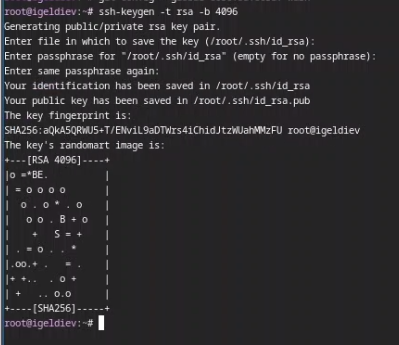 root@igeldiev:~# ssh-keygen -t rsa -b 4096
Generating public/private rsa key pair.
Enter file in which to save the key (/root/.ssh/id_rsa):
Enter passphrase for "/root/.ssh/id_rsa" (empty for no passphrase):
Enter same passphrase again:
Your identification has been saved in /root/.ssh/id_rsa
Your public key has been saved in /root/.ssh/id_rsa.pub
The key fingerprint is:
SHA256:aQkA5QRWU5+T/ENviL9aDTWrs4iChidJtzWUahMMzFU root@igeldiev
The key's randomart image is:
+---[RSA 4096]----+
|o =*BE.          |
| = o o o o       |
|  o . o * . o    |
|   o o . B + o   |
|    +   S = +    |
| . = o . . *     |
|.oo.+ .   = .    |
|+ +..  . o +     |
| +   .. o.o      |
+----[SHA256]-----+
root@igeldiev:~#